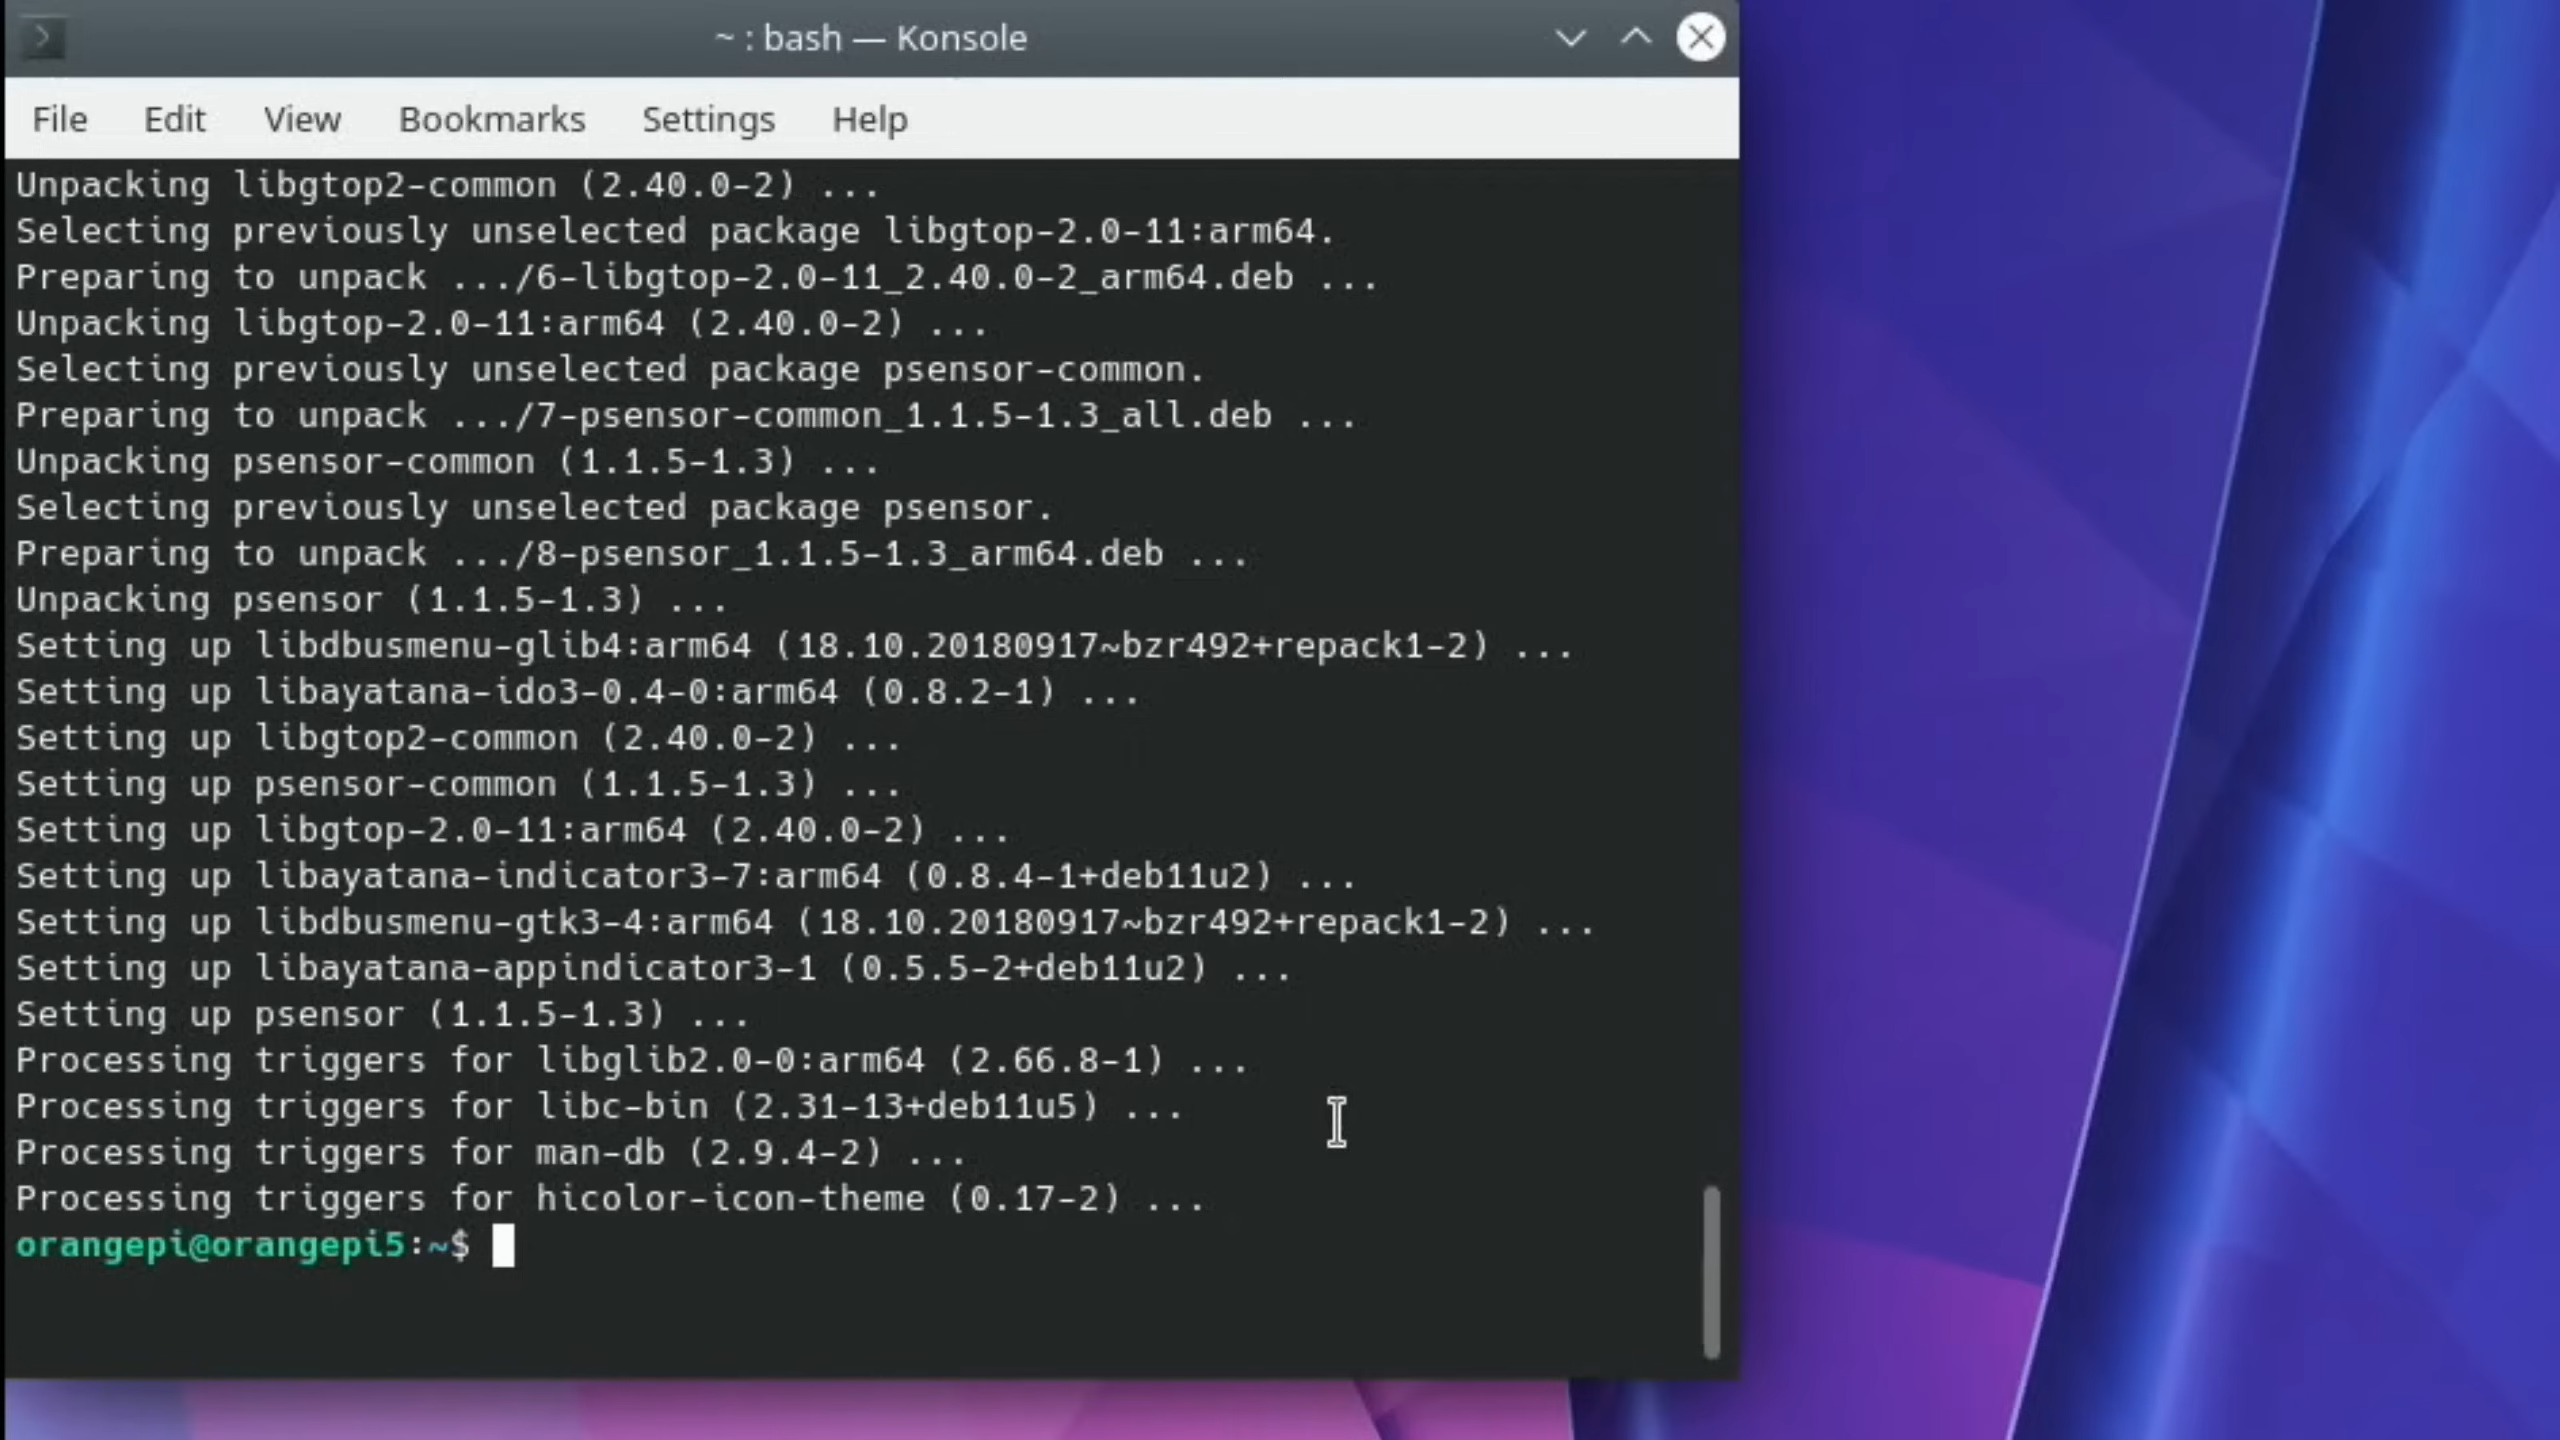 ~ : bash — Konsole
File Edit View Bookmarks Settings Help
Unpacking libgtop2-common (2.40.0-2) ...
Selecting previously unselected package libgtop-2.0-11:arm64.
Preparing to unpack .../6-libgtop-2.0-11_2.40.0-2_arm64.deb ...
Unpacking libgtop-2.0-11:arm64 (2.40.0-2) ...
Selecting previously unselected package psensor-common.
Preparing to unpack .../7-psensor-common_1.1.5-1.3_all.deb ...
Unpacking psensor-common (1.1.5-1.3) ...
Selecting previously unselected package psensor.
Preparing to unpack .../8-psensor_1.1.5-1.3_arm64.deb ...
Unpacking psensor (1.1.5-1.3) ...
Setting up libdbusmenu-glib4:arm64 (18.10.20180917~bzr492+repack1-2) ...
Setting up libayatana-ido3-0.4-0:arm64 (0.8.2-1) ...
Setting up libgtop2-common (2.40.0-2) ...
Setting up psensor-common (1.1.5-1.3) ...
Setting up libgtop-2.0-11:arm64 (2.40.0-2) ...
Setting up libayatana-indicator3-7:arm64 (0.8.4-1+deb11u2) ...
Setting up libdbusmenu-gtk3-4:arm64 (18.10.20180917~bzr492+repack1-2) ...
Setting up libayatana-appindicator3-1 (0.5.5-2+deb11u2) ...
Setting up psensor (1.1.5-1.3) ...
Processing triggers for libglib2.0-0:arm64 (2.66.8-1) ...
Processing triggers for libc-bin (2.31-13+deb11u5) ...
Processing triggers for man-db (2.9.4-2) ...
Processing triggers for hicolor-icon-theme (0.17-2) ...
orangepi@orangepi5:~$